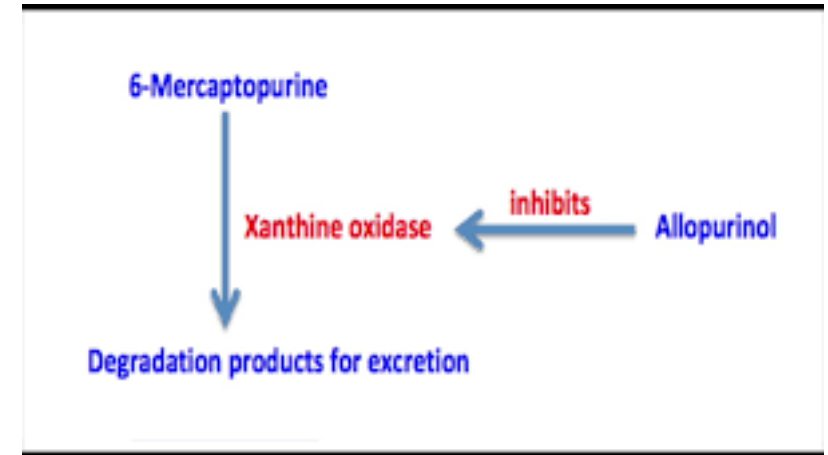 6-Mercaptopurine
inhibits
Xanthine oxidase
Allopurinol
Degradation products for excretion